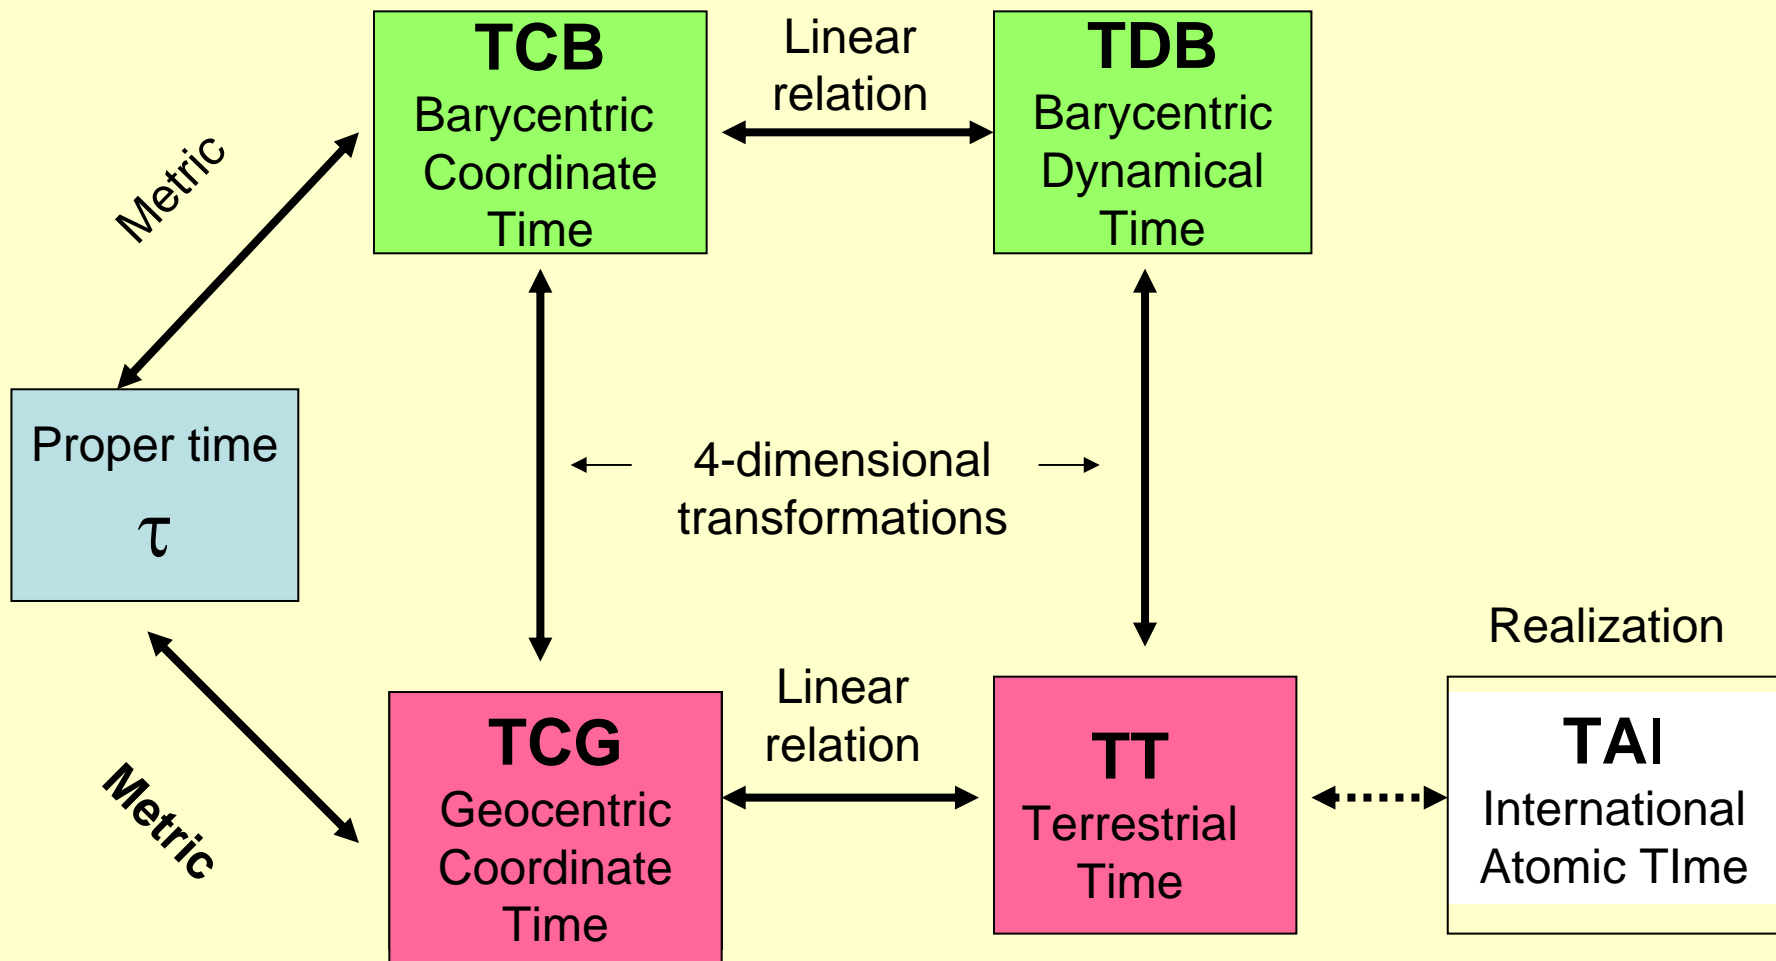 TCB
Barycentric
Coordinate
Time
Linear
relation
TDB
Barycentric
Dynamical
Time
Metric
Proper time
τ
4-dimensional
transformations
Metric
TCG
Geocentric
Coordinate
Time
Linear
relation
TT
Terrestrial
Time
Realization
TAI
International
Atomic TIme